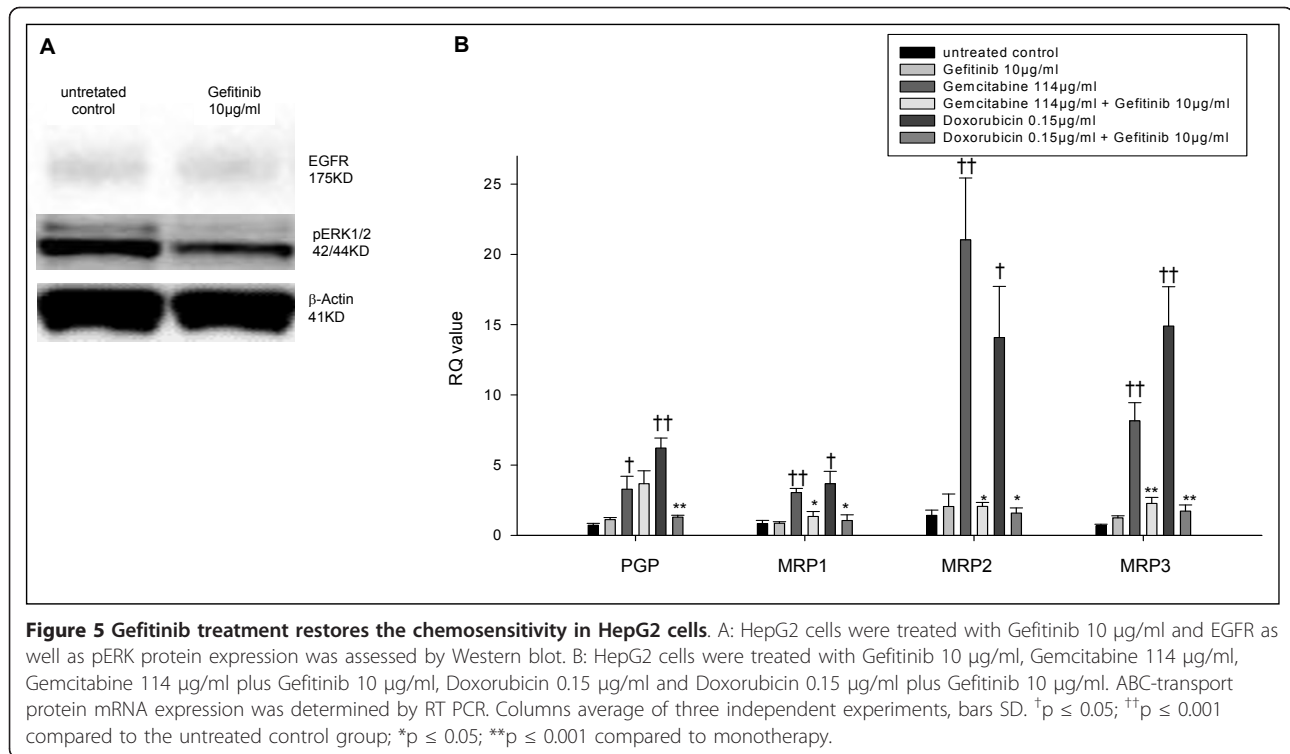 A
untretated
control
Gefitinib
10µg/ml
EGFR
175KD
pERK1/2
42/44KD
β-Actin
41KD
B
untreated control
Gefitinib 10µg/ml
Gemcitabine 114µg/ml
Gemcitabine 114µg/ml + Gefitinib 10µg/ml
Doxorubicin 0.15µg/ml
Doxorubicin 0.15µg/ml + Gefitinib 10µg/ml
RQ value
25
20
15
10
5
0
† †† **
†† * † *
†† * † *
†† ** †† **
PGP MRP1 MRP2 MRP3
Figure 5 Gefitinib treatment restores the chemosensitivity in HepG2 cells. A: HepG2 cells were treated with Gefitinib 10 μg/ml and EGFR as
well as pERK protein expression was assessed by Western blot. B: HepG2 cells were treated with Gefitinib 10 μg/ml, Gemcitabine 114 μg/ml,
Gemcitabine 114 μg/ml plus Gefitinib 10 μg/ml, Doxorubicin 0.15 μg/ml and Doxorubicin 0.15 μg/ml plus Gefitinib 10 μg/ml. ABC-transport
protein mRNA expression was determined by RT PCR. Columns average of three independent experiments, bars SD. †p ≤ 0.05; ††p ≤ 0.001
compared to the untreated control group; *p ≤ 0.05; **p ≤ 0.001 compared to monotherapy.